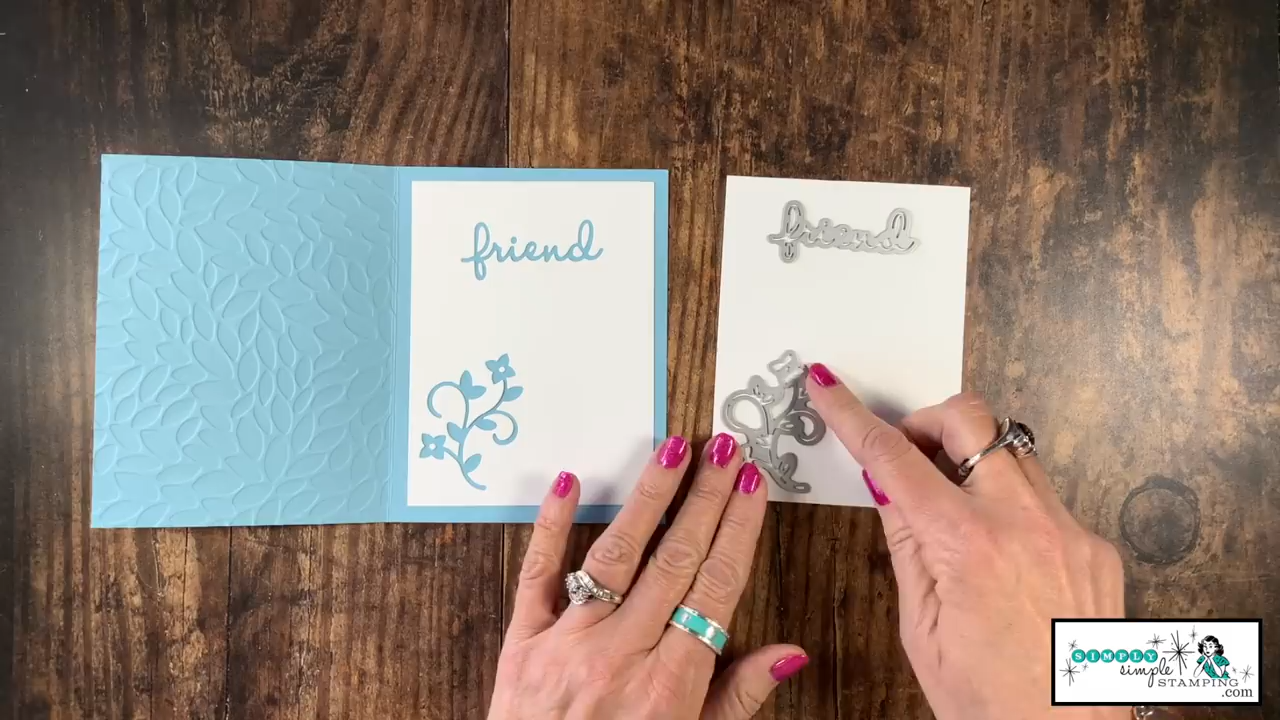 friend
friend
SIMPLY
simple
STAMPING
.com